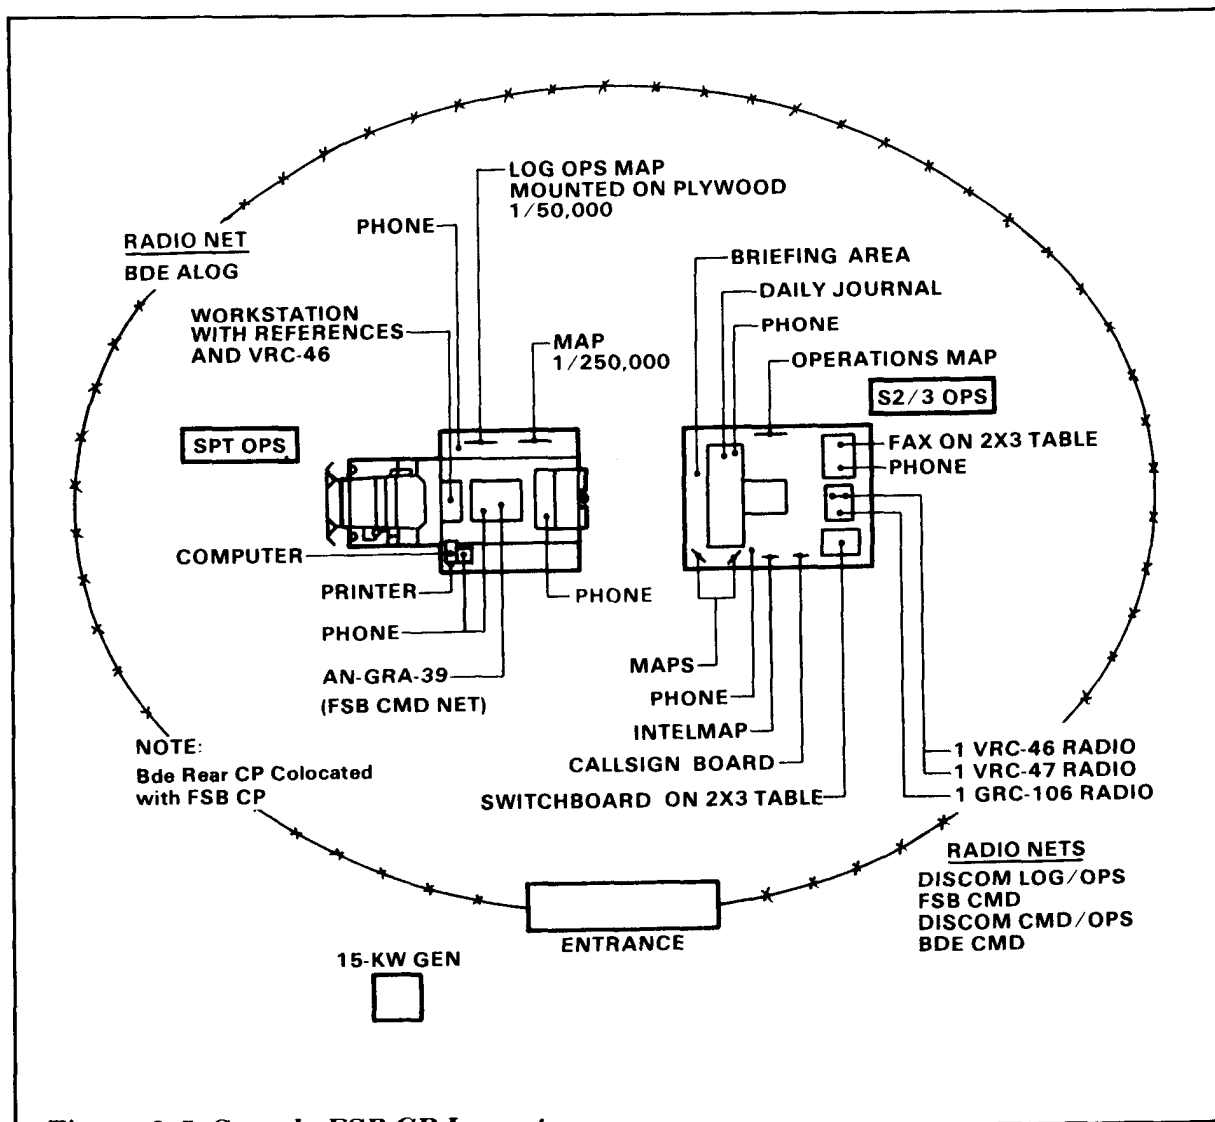 LOG OPS MAP
MOUNTED ON PLYWOOD
1/50,000
PHONE
RADIO NET
BDE ALOG
WORKSTATION
WITH REFERENCES
AND VRC-46
MAP
1/250,000
SPT OPS
COMPUTER
PRINTER
PHONE
PHONE
AN-GRA-39
(FSB CMD NET)
BRIEFING AREA
DAILY JOURNAL
PHONE
OPERATIONS MAP
S2/3 OPS
FAX ON 2X3 TABLE
PHONE
MAPS
PHONE
INTELMAP
CALLSIGN BOARD
SWITCHBOARD ON 2X3 TABLE
1 VRC-46 RADIO
1 VRC-47 RADIO
1 GRC-106 RADIO
NOTE:
Bde Rear CP Colocated
with FSB CP
RADIO NETS
DISCOM LOG/OPS
FSB CMD
DISCOM CMD/OPS
BDE CMD
ENTRANCE
15-KW GEN